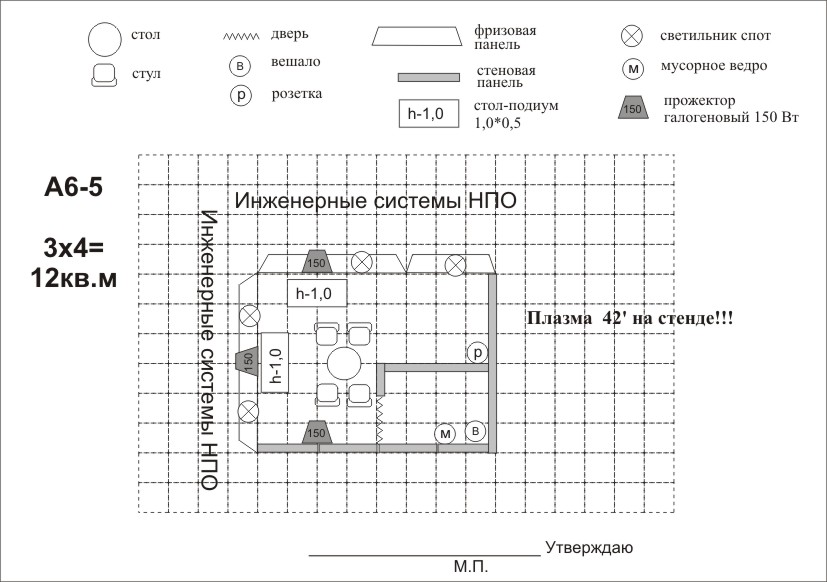 стол
дверь
фризовая
панель
светильник спот
стул
в
вешало
стеновая
панель
м
мусорное ведро
р
розетка
h-1,0
стол-подиум
1,0*0,5
150
прожектор
галогеновый 150 Вт
А6-5
3х4=
12кв.м
Инженерные системы НПО
Инженерные системы НПО
150
h-1,0
150
h-1,0
р
150
м
в
Плазма 42' на стенде!!!
Утверждаю
М.П.